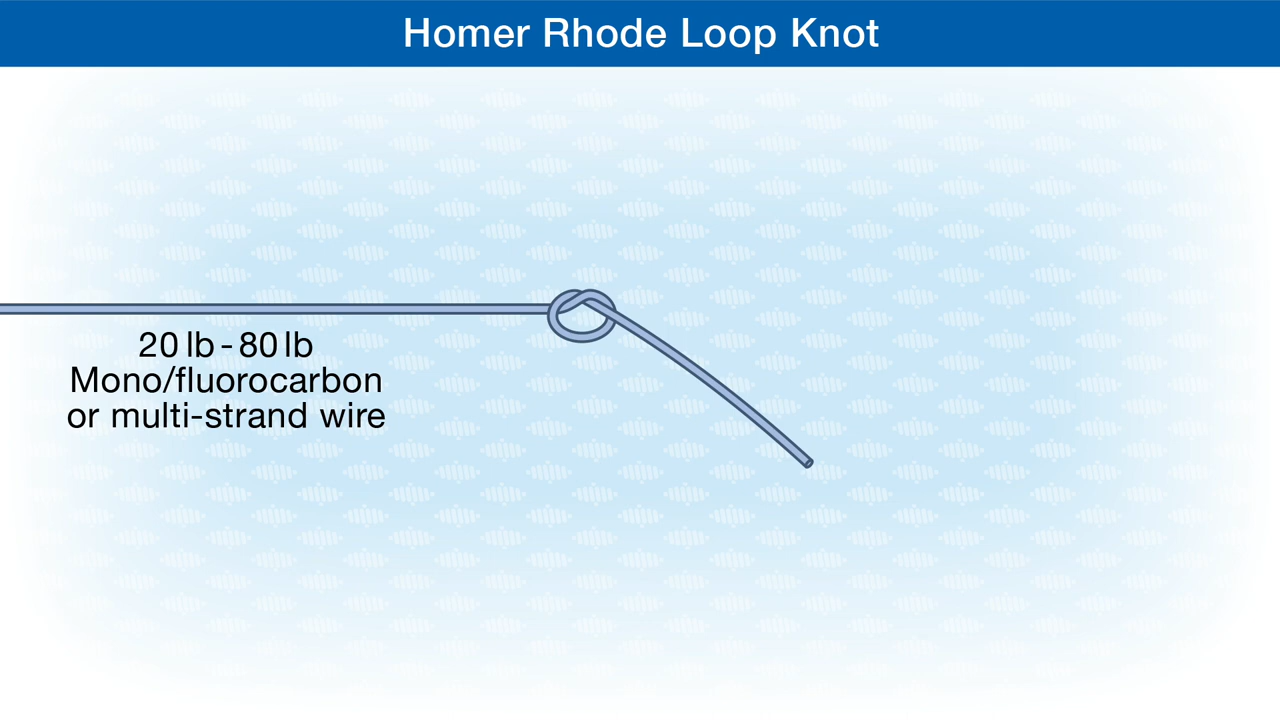 Homer Rhode Loop Knot
20 lb - 80 lb
Mono/fluorocarbon
or multi-strand wire